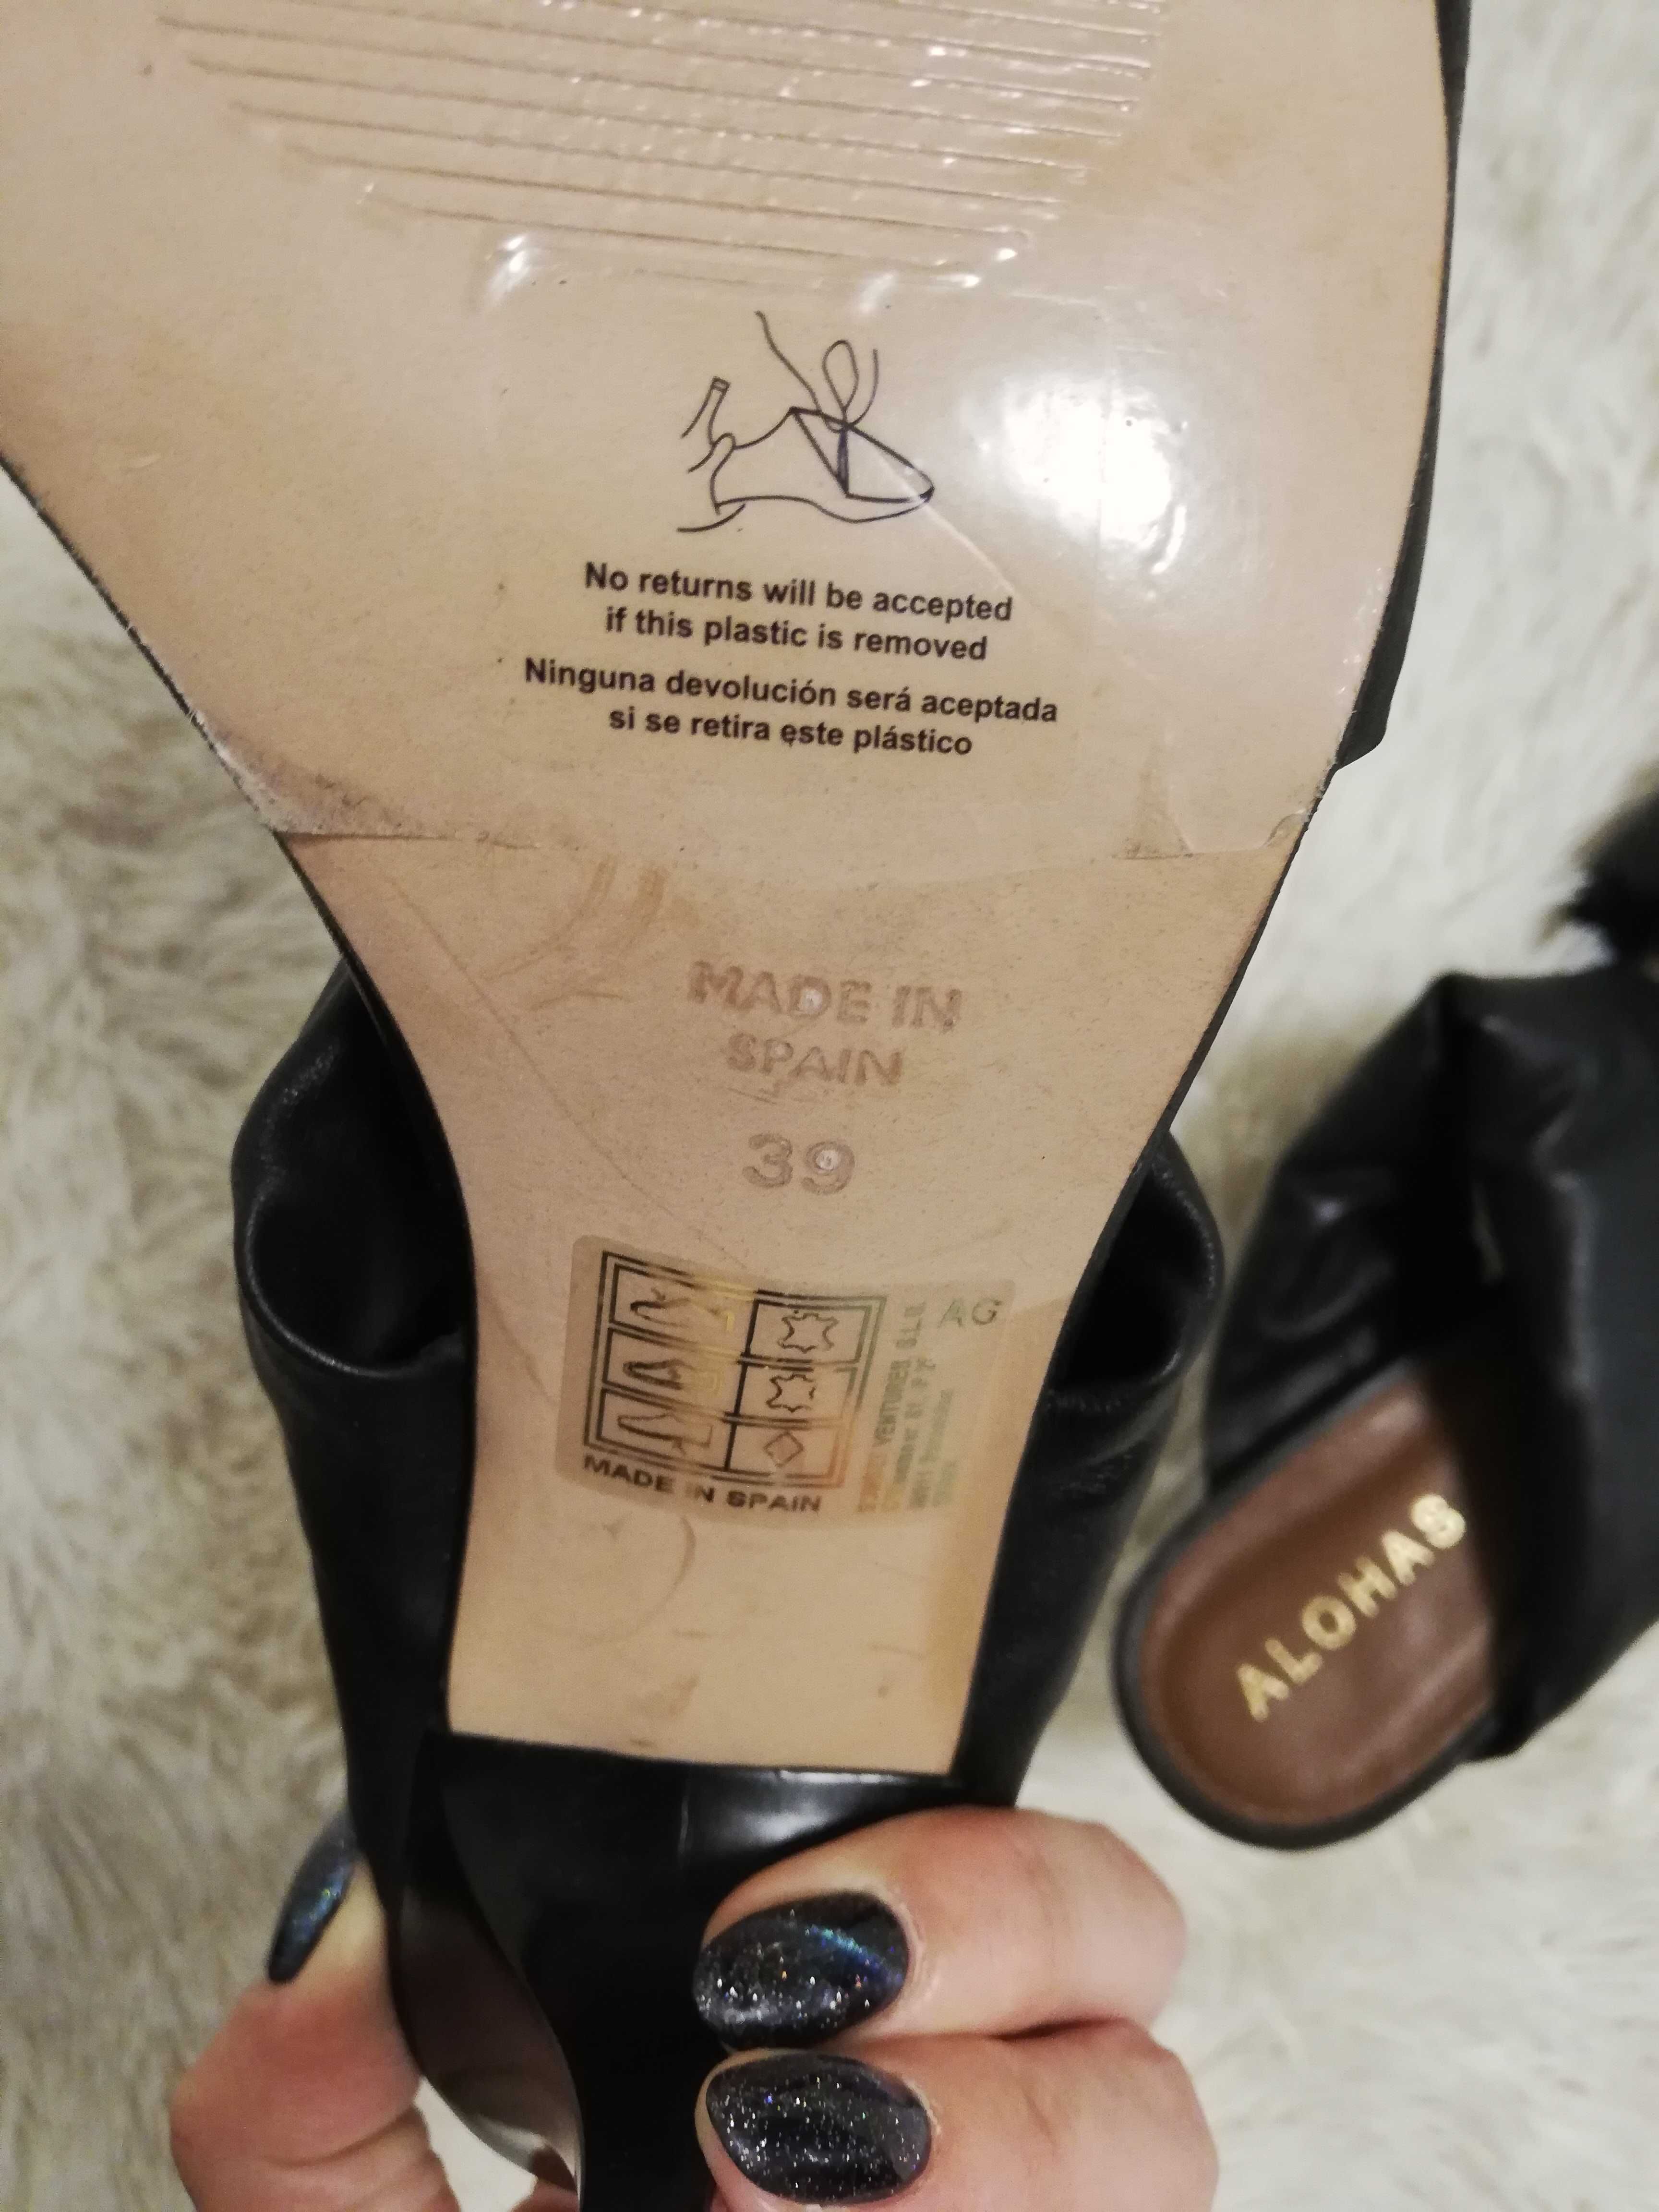 No returns will be accepted
if this plastic is removed
Ninguna devolución será aceptada
si se retira este plástico
MADE IN
SPAIN
39
AG
VENTURES S.L.U.
MADE IN SPAIN
ALOHAS